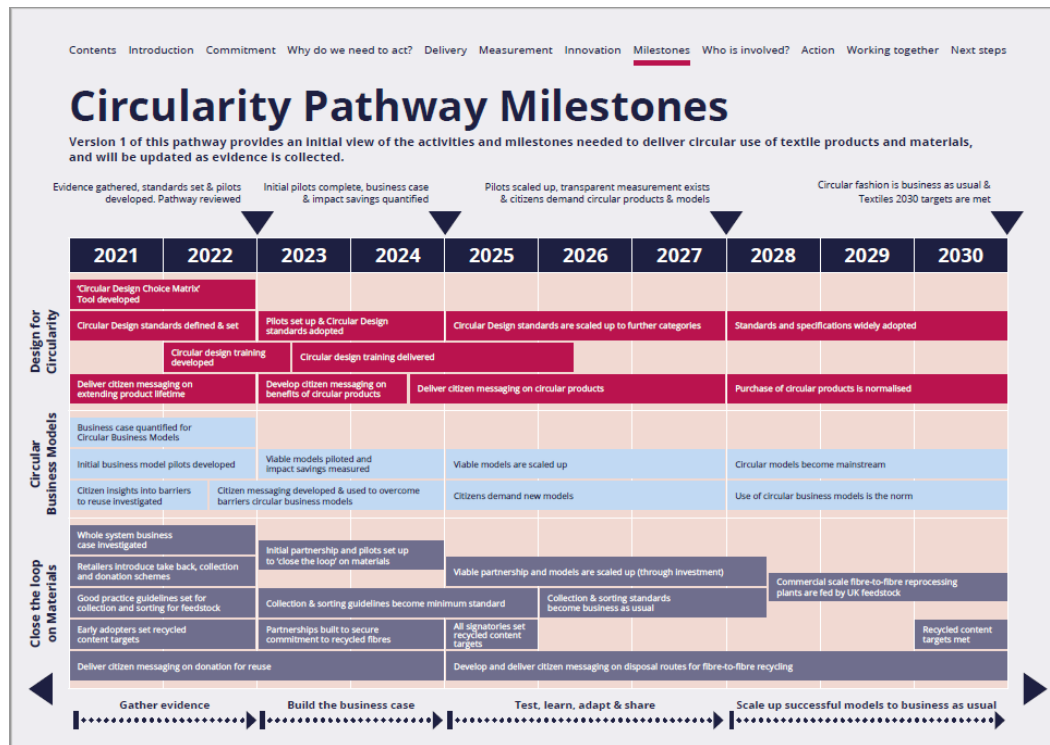 Contents Introduction Commitment Why do we need to act? Delivery Measurement Innovation Milestones Who is involved? Action Working together Next steps
Circularity Pathway Milestones
Version 1 of this pathway provides an initial view of the activities and milestones needed to deliver circular use of textile products and materials,
and will be updated as evidence is collected.
Evidence gathered, standards set & pilots
developed. Pathway reviewed
Initial pilots complete, business case
& impact savings quantified
Pilots scaled up, transparent measurement exists
& citizens demand circular products & models
Circular fashion is business as usual &
Textiles 2030 targets are met
2021 2022 2023 2024 2025 2026 2027 2028 2029 2030
Design for
Circularity
'Circular Design Choice Matrix'
Tool developed
Circular Design standards defined & set
Pilots set up & Circular Design
standards adopted
Circular Design standards are scaled up to further categories
Standards and specifications widely adopted
Circular design training
developed
Circular design training delivered
Deliver citizen messaging on
extending product lifetime
Develop citizen messaging on
benefits of circular products
Deliver citizen messaging on circular products
Purchase of circular products is normalised
Circular
Business Models
Business case quantified for
Circular Business Models
Initial business model pilots developed
Viable models piloted and
impact savings measured
Viable models are scaled up
Circular models become mainstream
Citizen insights into barriers
to reuse investigated
Citizen messaging developed & used to overcome
barriers circular business models
Citizens demand new models
Use of circular business models is the norm
Close the loop
on Materials
Whole system business
case investigated
Initial partnership and pilots set up
to 'close the loop' on materials
Retailers introduce take back, collection
and donation schemes
Viable partnership and models are scaled up (through investment)
Commercial scale fibre-to-fibre reprocessing
plants are fed by UK feedstock
Good practice guidelines set for
collection and sorting for feedstock
Collection & sorting guidelines become minimum standard
Collection & sorting standards
become business as usual
Early adopters set recycled
content targets
Partnerships built to secure
commitment to recycled fibres
All signatories set
recycled content
targets
Recycled content
targets met
Deliver citizen messaging on donation for reuse
Develop and deliver citizen messaging on disposal routes for fibre-to-fibre recycling
Gather evidence
Build the business case
Test, learn, adapt & share
Scale up successful models to business as usual